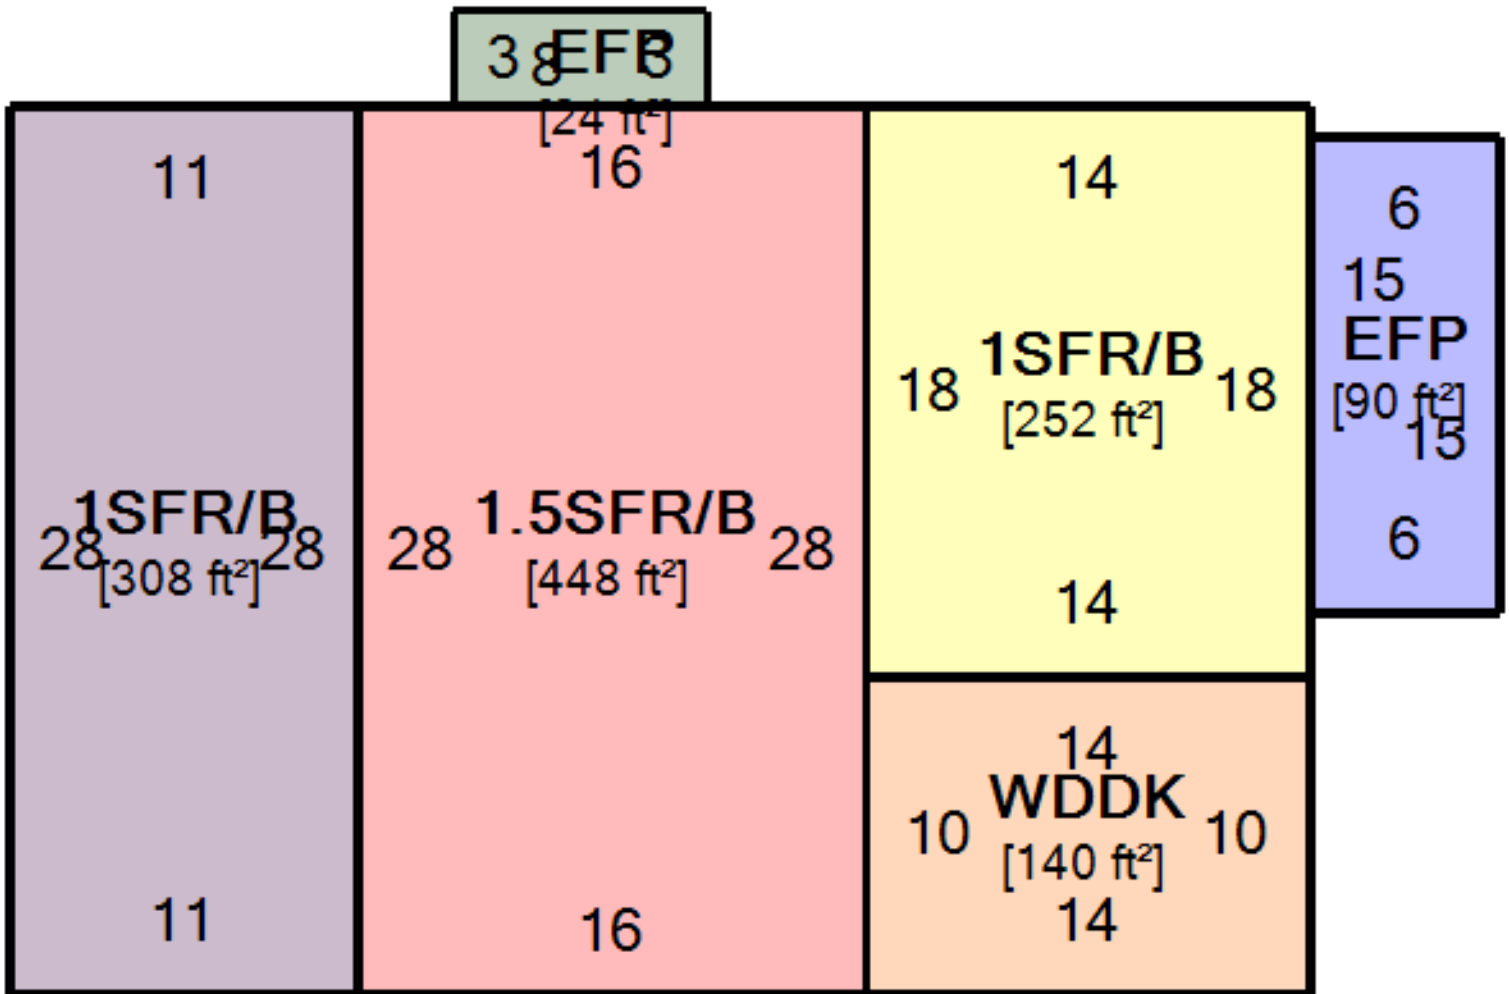 3 8 EFP 3
[24 ft²]
11
16
14
6
15
EFP
[90 ft²]
15
6
18 1SFR/B 18
[252 ft²]
14
28 1SFR/B 28
[308 ft²]
28 1.5SFR/B 28
[448 ft²]
14
10 WDDK 10
[140 ft²]
14
11
16